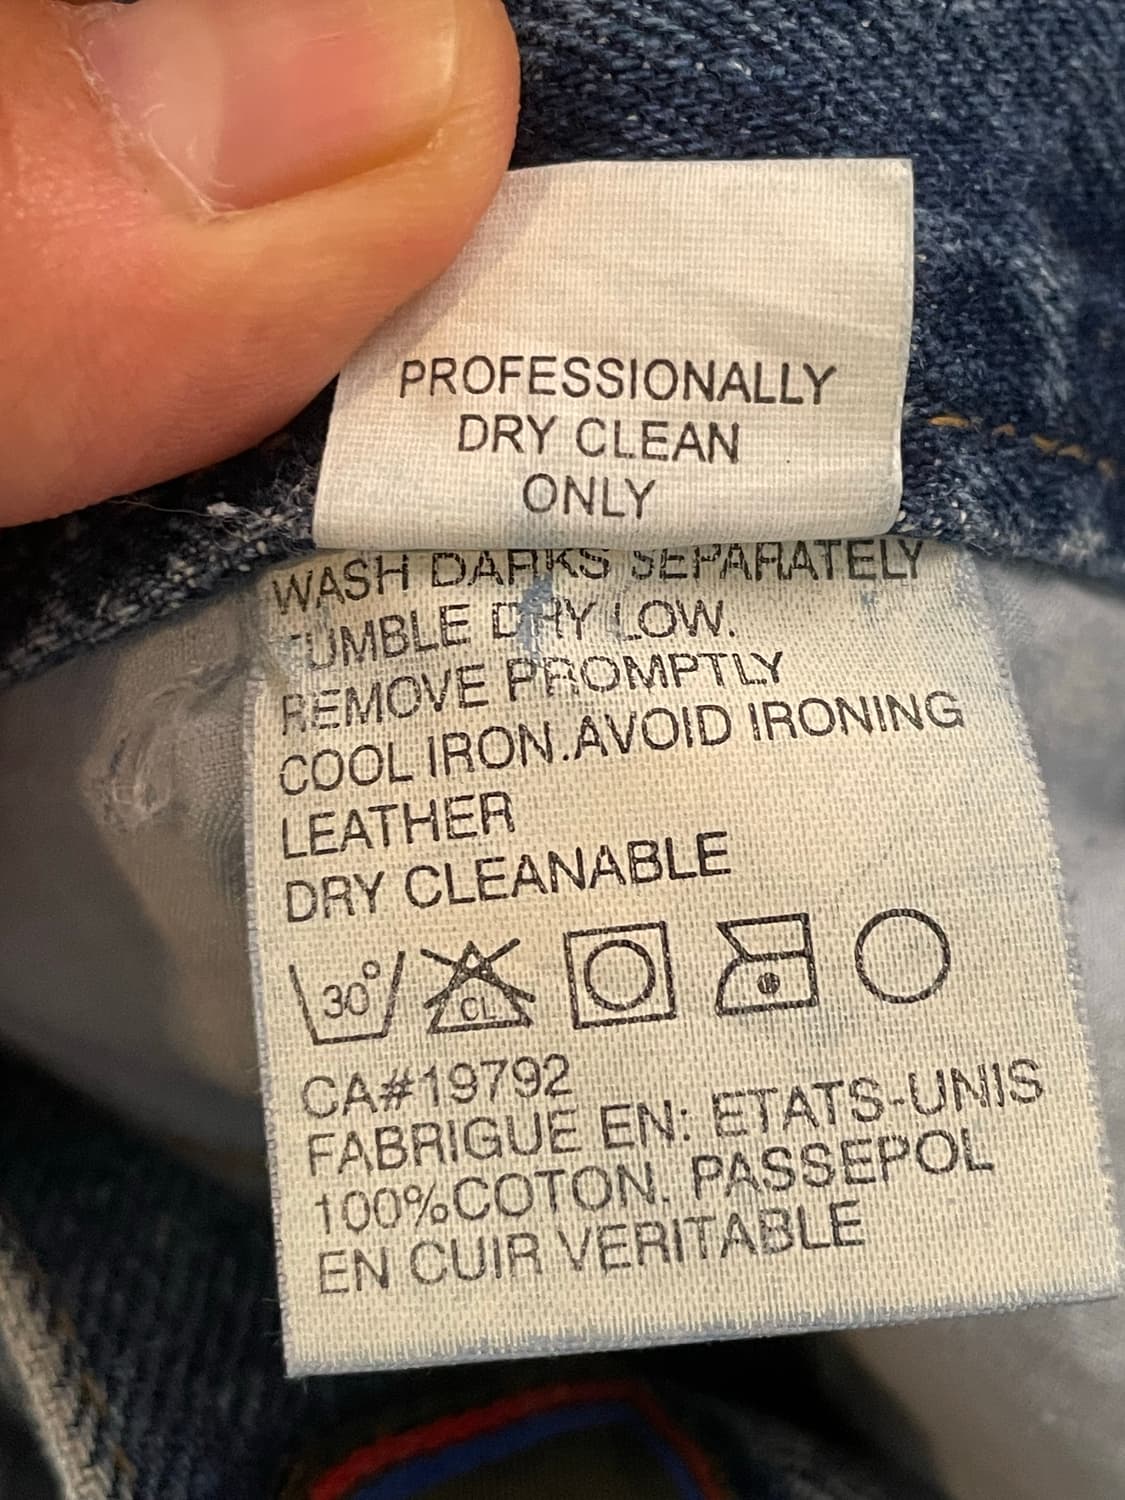 PROFESSIONALLY
DRY CLEAN
ONLY
WASH DARKS SEPARATELY
TUMBLE DRY LOW.
REMOVE PROMPTLY
COOL IRON.AVOID IRONING
LEATHER
DRY CLEANABLE
30° CL
CA#19792
FABRIGUE EN: ETATS-UNIS
100%COTON. PASSEPOL
EN CUIR VERITABLE